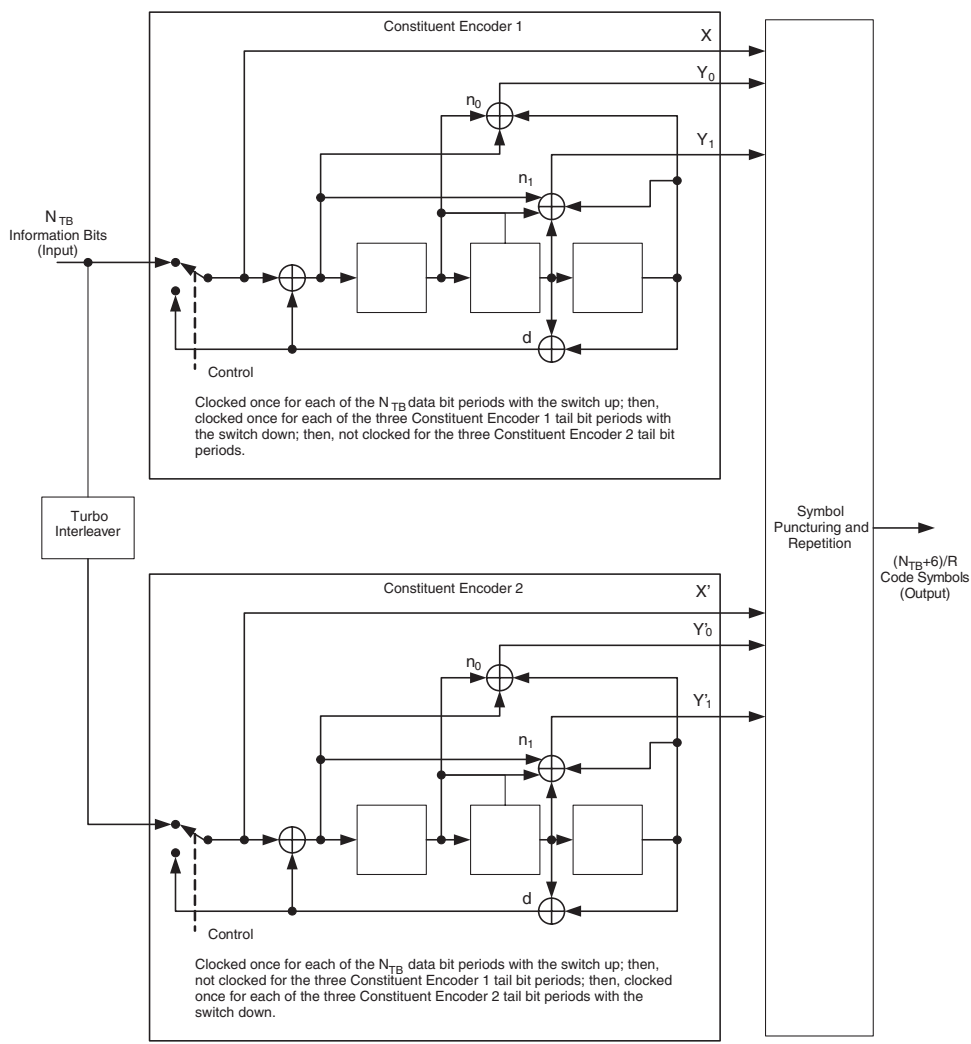 Constituent Encoder 1
X
Y0
n0
Y1
n1
NTB
Information Bits
(Input)
d
Control
Clocked once for each of the NTB data bit periods with the switch up; then,
clocked once for each of the three Constituent Encoder 1 tail bit periods with
the switch down; then, not clocked for the three Constituent Encoder 2 tail bit
periods.
Turbo
Interleaver
Symbol
Puncturing and
Repetition
(NTB+6)/R
Code Symbols
(Output)
Constituent Encoder 2
X'
Y'0
n0
Y'1
n1
d
Control
Clocked once for each of the NTB data bit periods with the switch up; then,
not clocked for the three Constituent Encoder 1 tail bit periods; then, clocked
once for each of the three Constituent Encoder 2 tail bit periods with the
switch down.